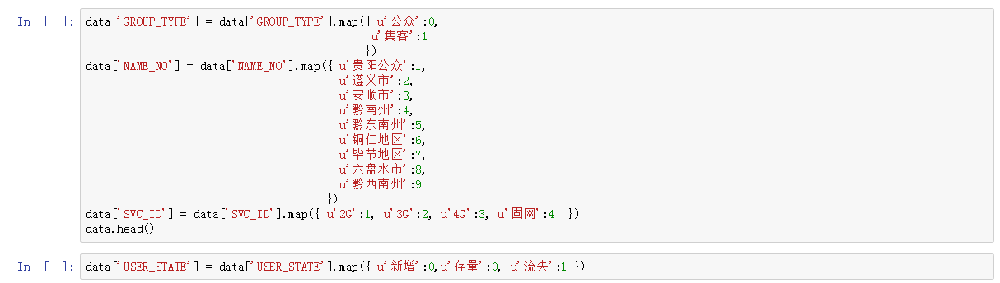 In [ ]: data['GROUP_TYPE'] = data['GROUP_TYPE'].map({ u'公众':0,
u'集客':1
})
data['NAME_NO'] = data['NAME_NO'].map({ u'贵阳公众':1,
u'遵义市':2,
u'安顺市':3,
u'黔南州':4,
u'黔东南州':5,
u'铜仁地区':6,
u'毕节地区':7,
u'六盘水市':8,
u'黔西南州':9
})
data['SVC_ID'] = data['SVC_ID'].map({ u'2G':1, u'3G':2, u'4G':3, u'固网':4 })
data.head()
In [ ]: data['USER_STATE'] = data['USER_STATE'].map({ u'新增':0,u'存量':0, u'流失':1 })